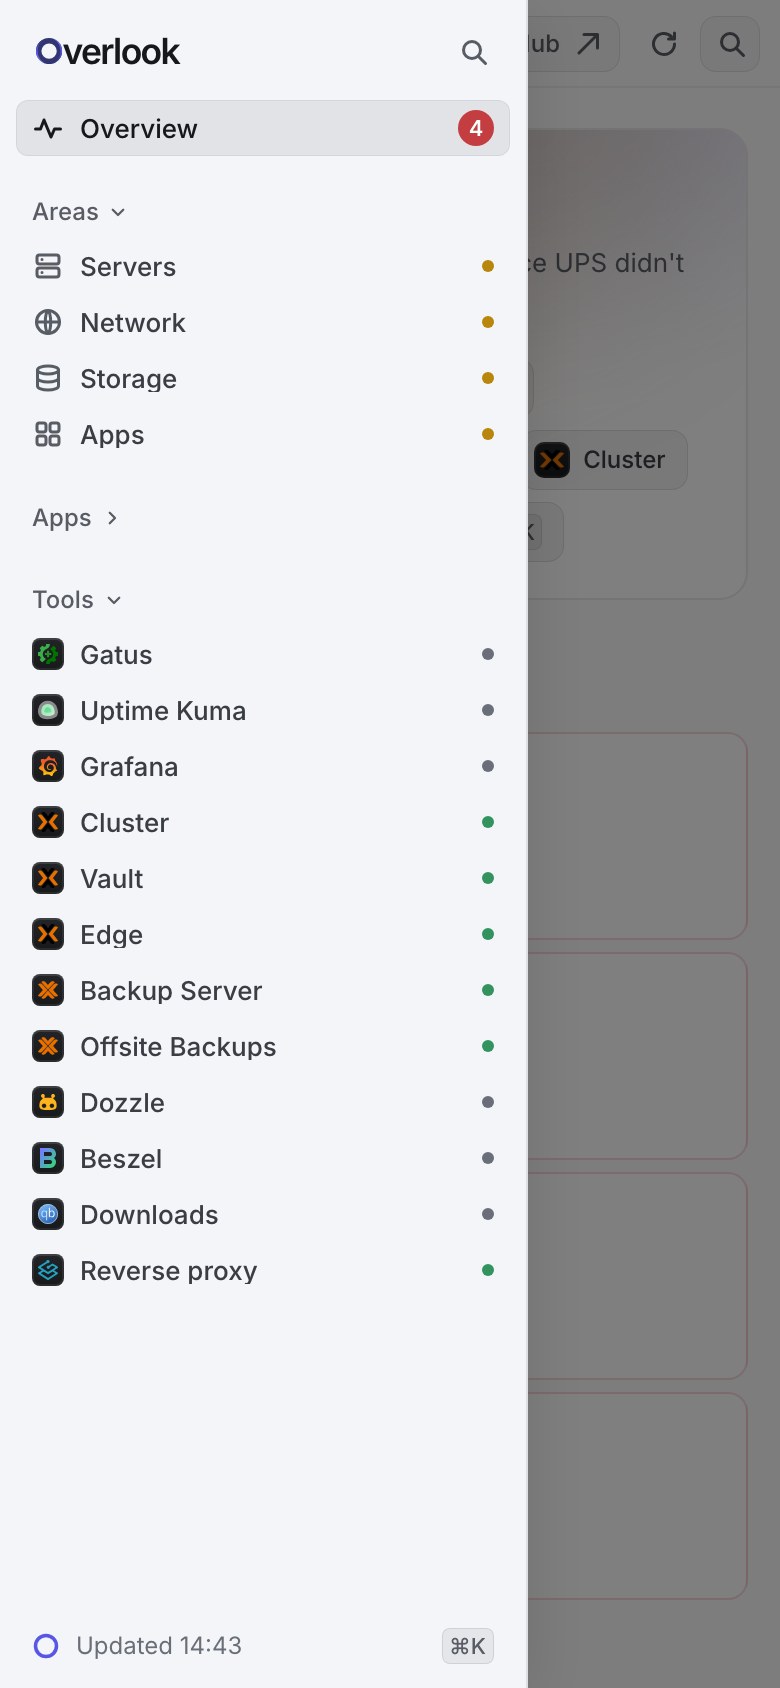 Overlook
Overview 4
Areas
Servers
Network
Storage
Apps
Apps
Tools
Gatus
Uptime Kuma
Grafana
Cluster
Vault
Edge
Backup Server
Offsite Backups
Dozzle
Beszel
Downloads
qb
Reverse proxy
Updated 14:43 ⌘K
UPS didn't
Cluster